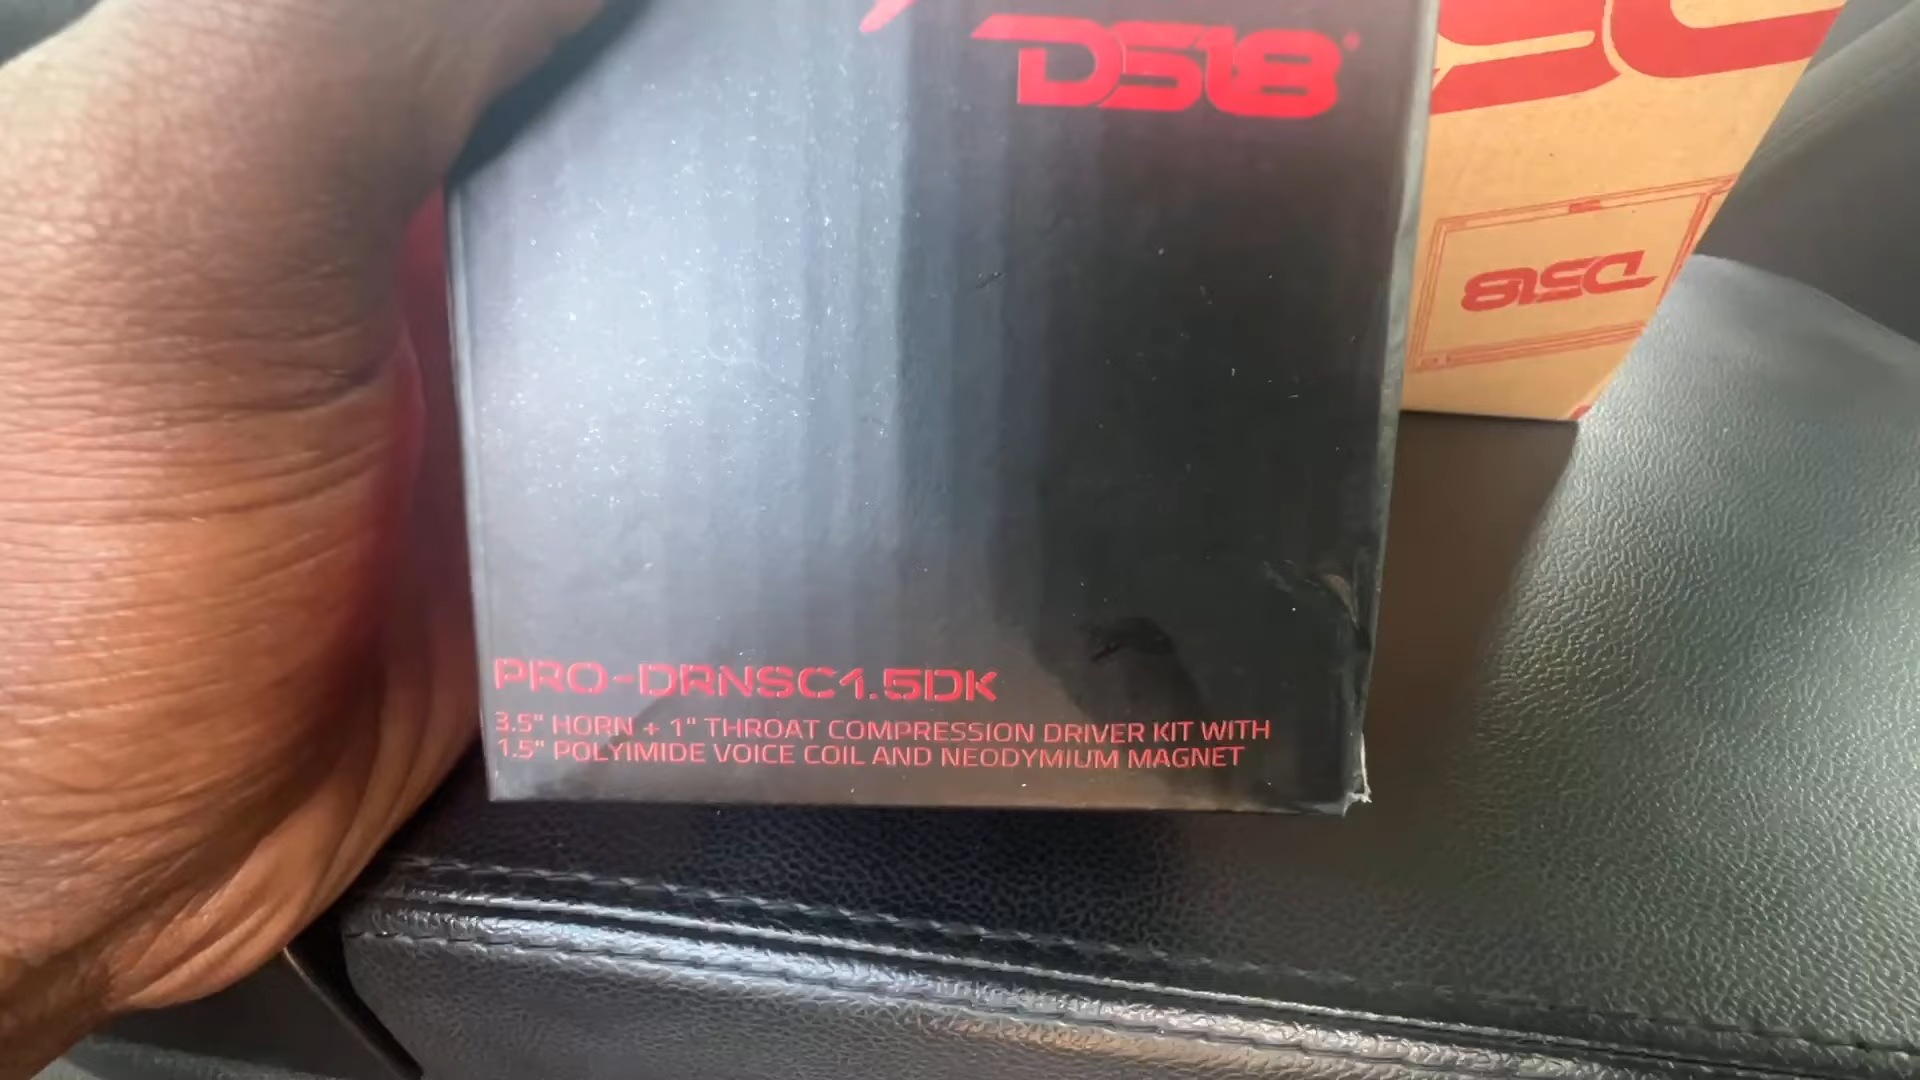 DS18®
PRO-DRNSC1.5DK
3.5" HORN + 1" THROAT COMPRESSION DRIVER KIT WITH
1.5" POLYIMIDE VOICE COIL AND NEODYMIUM MAGNET
DS18